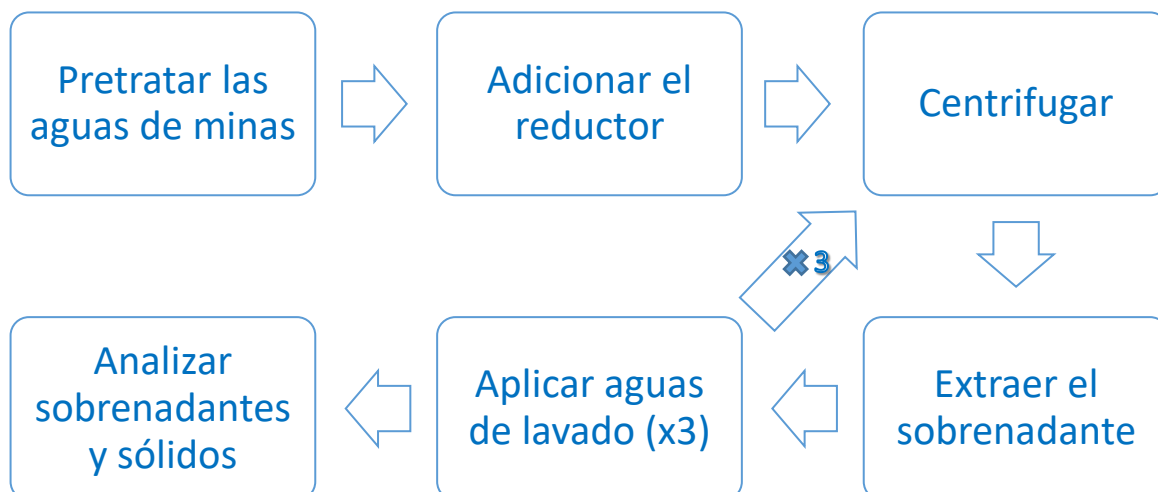 Pretratar las
aguas de minas
Adicionar el
reductor
Centrifugar
✖ 3
Analizar
sobrenadantes
y sólidos
Aplicar aguas
de lavado (x3)
Extraer el
sobrenadante